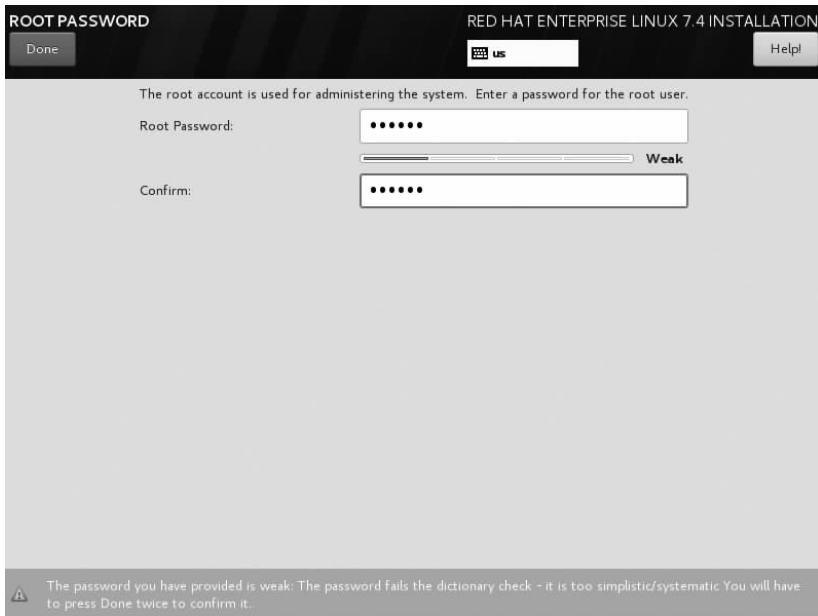 ROOT PASSWORD
RED HAT ENTERPRISE LINUX 7.4 INSTALLATION
Done
us
Help!
The root account is used for administering the system. Enter a password for the root user.
Root Password:
••••••
Weak
Confirm:
••••••
The password you have provided is weak: The password fails the dictionary check - it is too simplistic/systematic You will have
to press Done twice to confirm it.